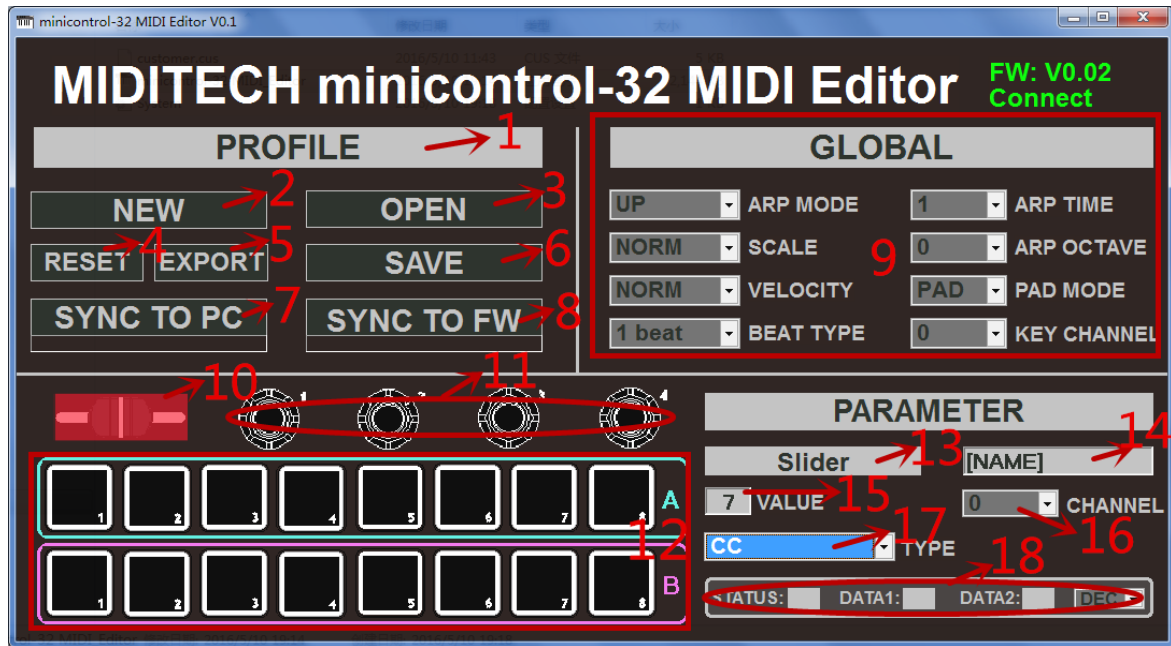 minicontrol-32 MIDI Editor V0.1
MIDITECH minicontrol-32 MIDI Editor
FW: V0.02
Connect
PROFILE 1
NEW 2
OPEN 3
RESET 4
EXPORT 5
SAVE 6
SYNC TO PC 7
SYNC TO FW 8
GLOBAL
UP ARP MODE 1 ARP TIME
NORM SCALE 0 ARP OCTAVE
9
NORM VELOCITY PAD PAD MODE
1 beat BEAT TYPE 0 KEY CHANNEL
10
11
1 2 3 4
1 2 3 4 5 6 7 8 A
12
1 2 3 4 5 6 7 8 B
PARAMETER
Slider 13 [NAME] 14
7 VALUE 15 0 CHANNEL 16
CC TYPE 17
18
STATUS: DATA1: DATA2: DEC